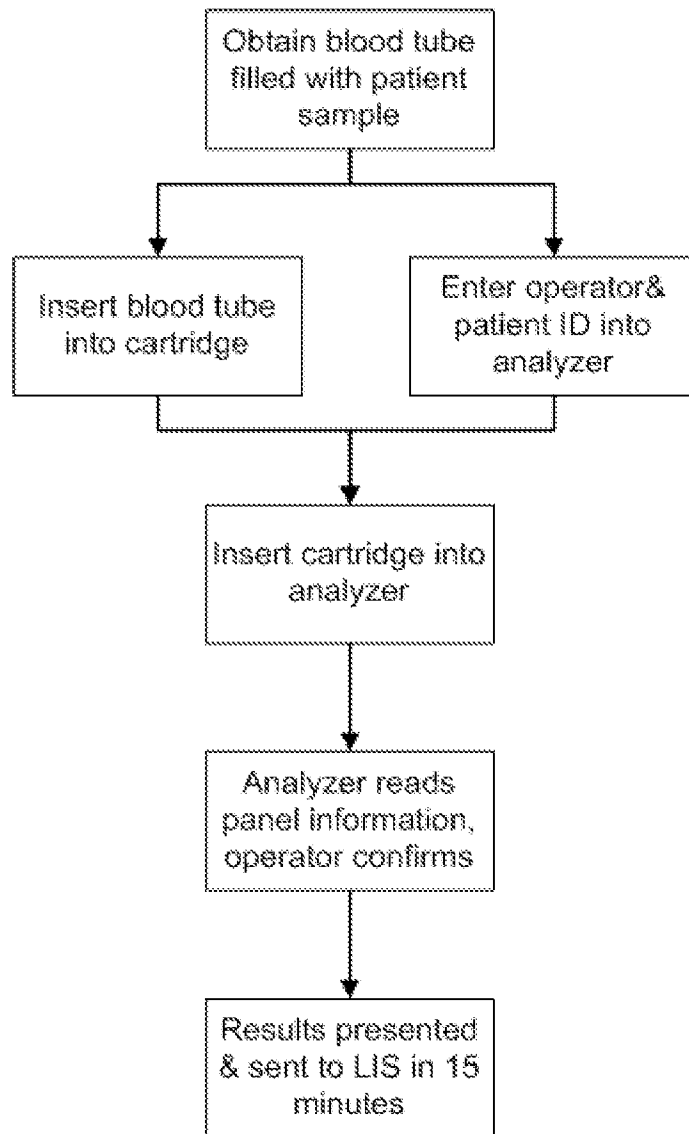 Obtain blood tube
filled with patient
sample
Insert blood tube
into cartridge
Enter operator&
patient ID into
analyzer
Insert cartridge into
analyzer
Analyzer reads
panel information,
operator confirms
Results presented
& sent to LIS in 15
minutes